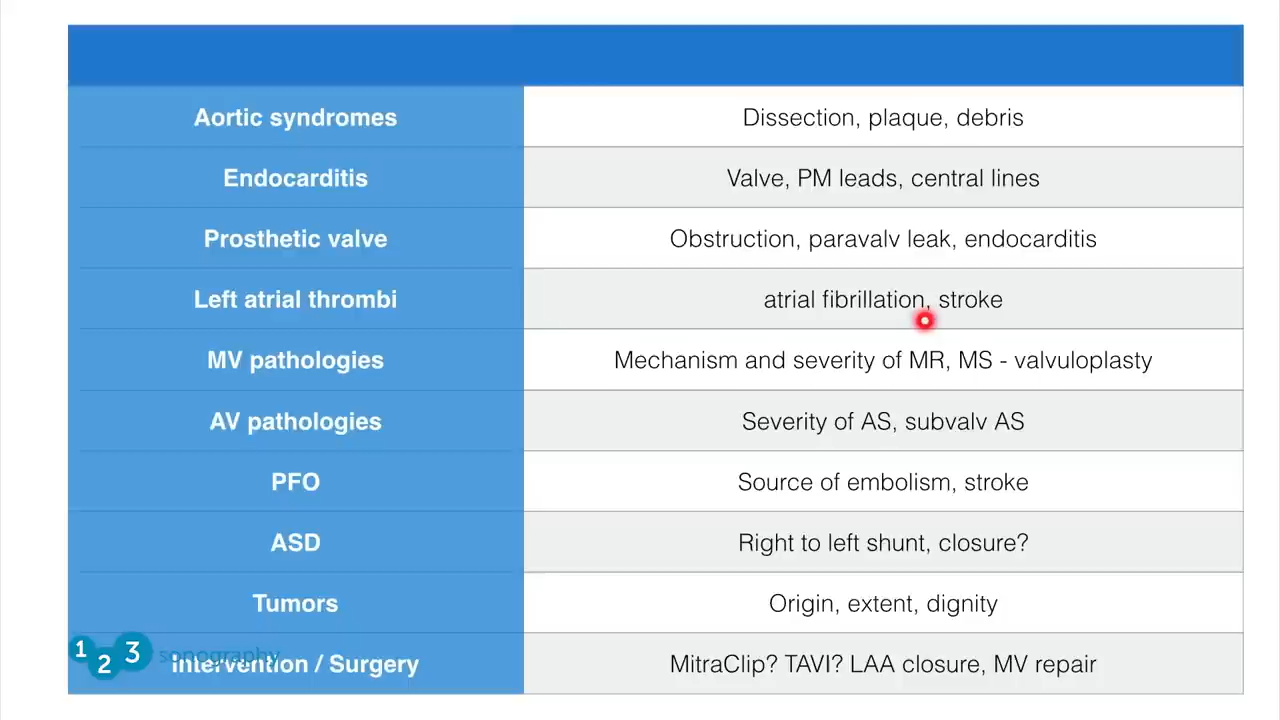 Aortic syndromes Dissection, plaque, debris
Endocarditis Valve, PM leads, central lines
Prosthetic valve Obstruction, paravalv leak, endocarditis
Left atrial thrombi atrial fibrillation, stroke
MV pathologies Mechanism and severity of MR, MS - valvuloplasty
AV pathologies Severity of AS, subvalv AS
PFO Source of embolism, stroke
ASD Right to left shunt, closure?
Tumors Origin, extent, dignity
Intervention / Surgery MitraClip? TAVI? LAA closure, MV repair
1 2 3 sonography